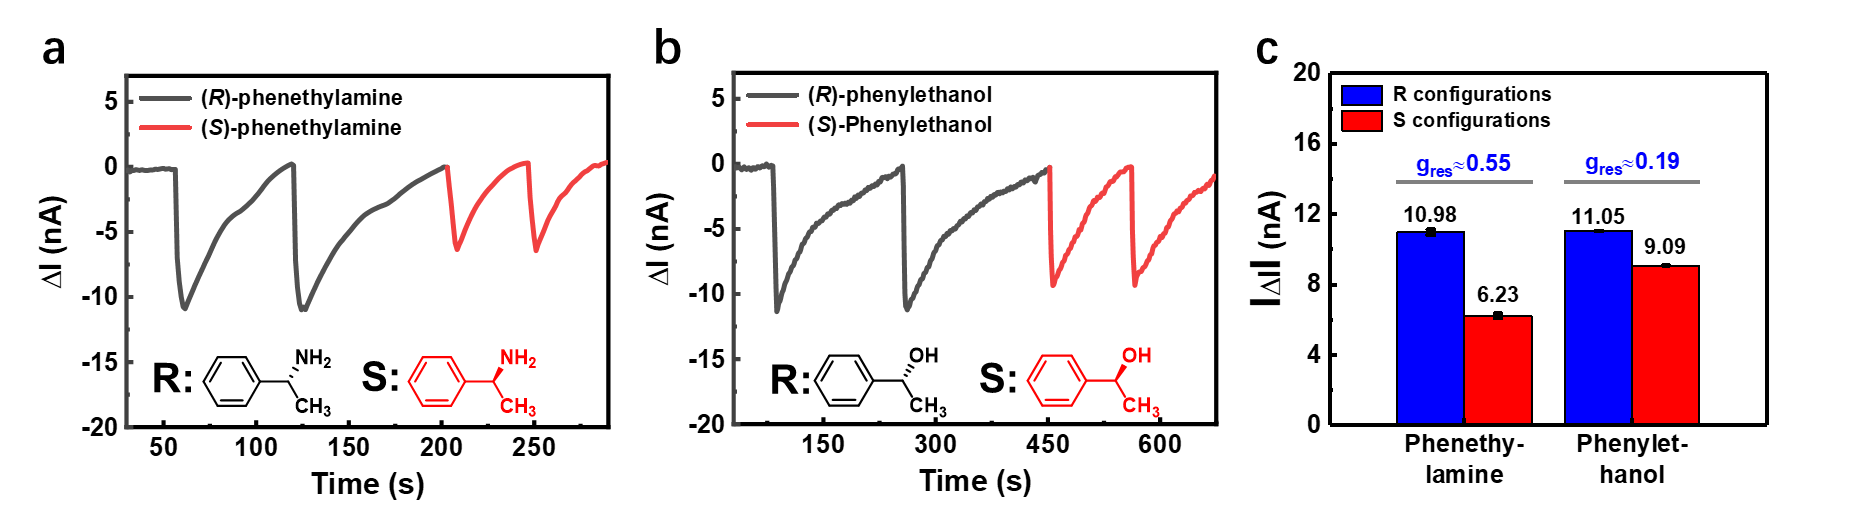 a
(R)-phenethylamine
(S)-phenethylamine
5
0
-5
-10
-15
-20
ΔI (nA)
R:
NH2
CH3
S:
NH2
CH3
50
100
150
200
250
Time (s)
b
(R)-phenylethanol
(S)-Phenylethanol
5
0
-5
-10
-15
-20
ΔI (nA)
R:
OH
CH3
S:
OH
CH3
150
300
450
600
Time (s)
c
R configurations
S configurations
20
16
12
8
4
0
IΔII (nA)
gres≈0.55
gres≈0.19
10.98
6.23
11.05
9.09
Phenethy-
lamine
Phenylet-
hanol